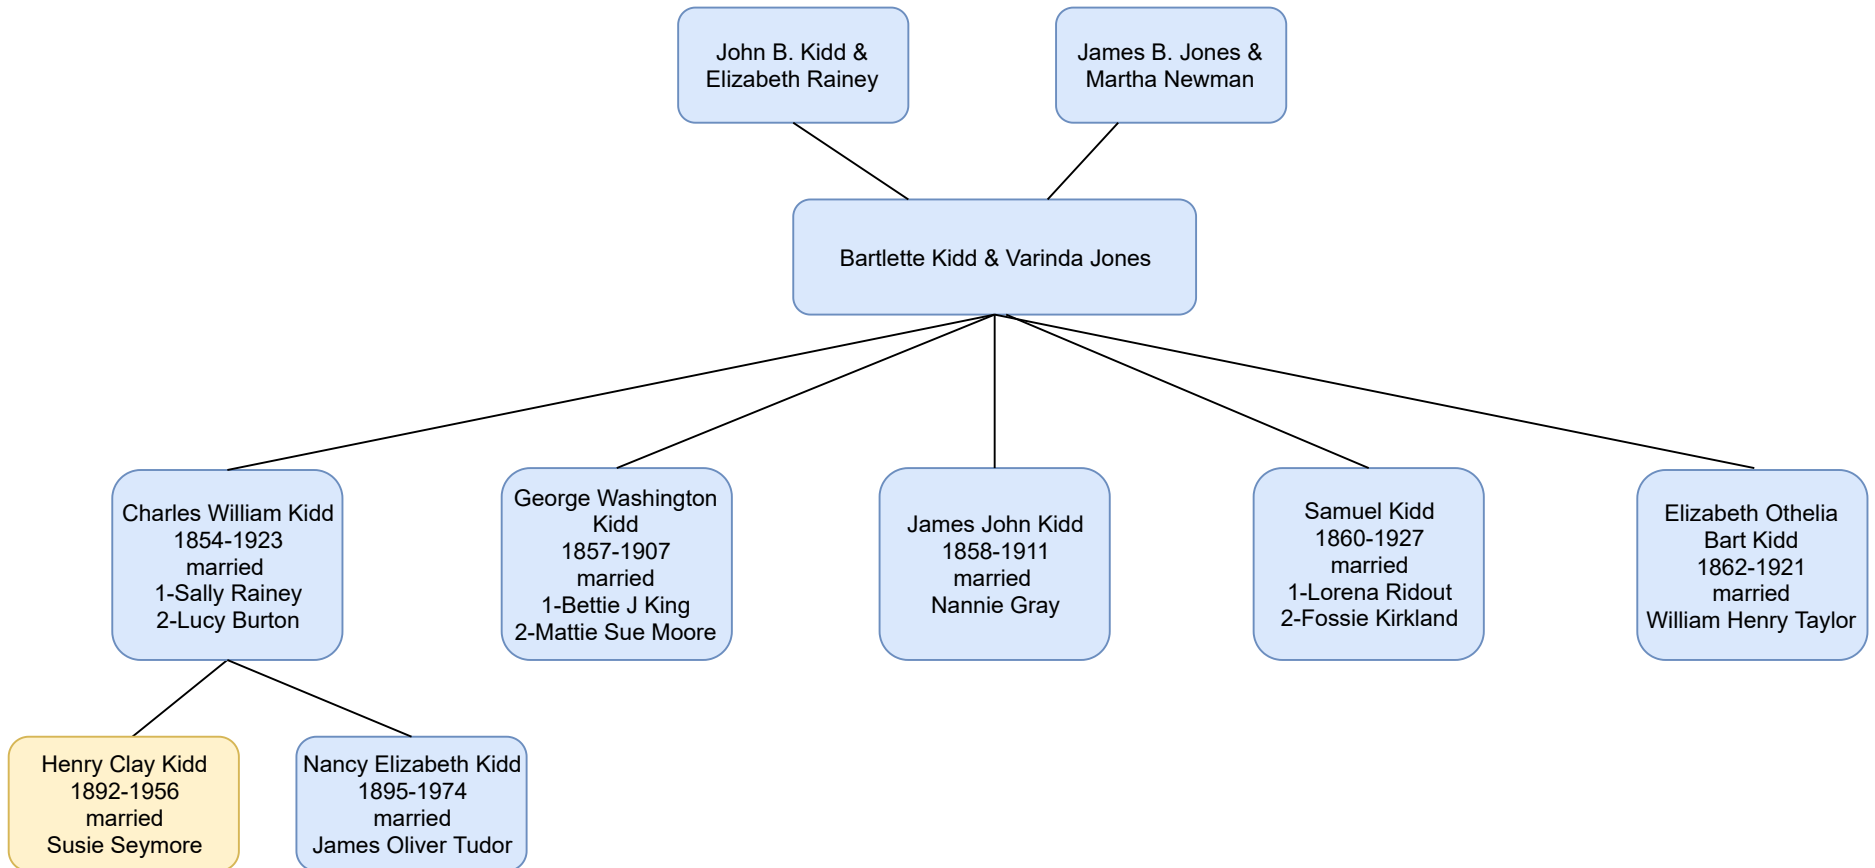 John B. Kidd &
Elizabeth Rainey
James B. Jones &
Martha Newman
Bartlette Kidd & Varinda Jones
Charles William Kidd
1854-1923
married
1-Sally Rainey
2-Lucy Burton
George Washington
Kidd
1857-1907
married
1-Bettie J King
2-Mattie Sue Moore
James John Kidd
1858-1911
married
Nannie Gray
Samuel Kidd
1860-1927
married
1-Lorena Ridout
2-Fossie Kirkland
Elizabeth Othelia
Bart Kidd
1862-1921
married
William Henry Taylor
Henry Clay Kidd
1892-1956
married
Susie Seymore
Nancy Elizabeth Kidd
1895-1974
married
James Oliver Tudor